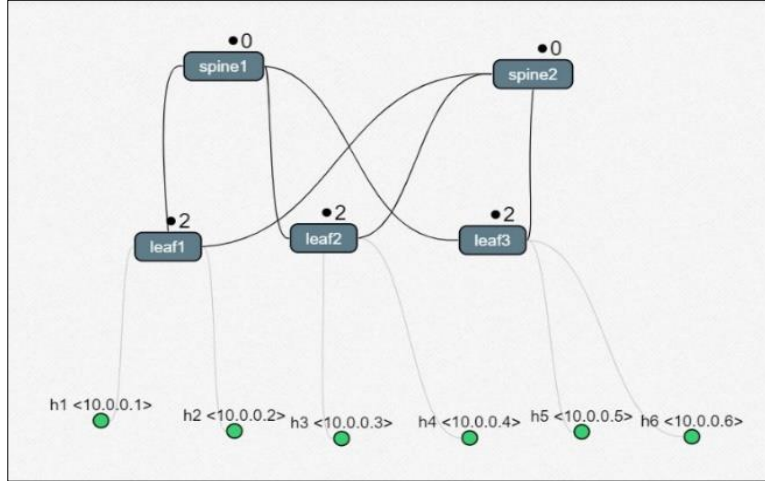 •0
•0
spine1
spine2
•2
•2
•2
leaf1
leaf2
leaf3
h1 <10.0.0.1>
h2 <10.0.0.2>
h3 <10.0.0.3>
h4 <10.0.0.4>
h5 <10.0.0.5>
h6 <10.0.0.6>